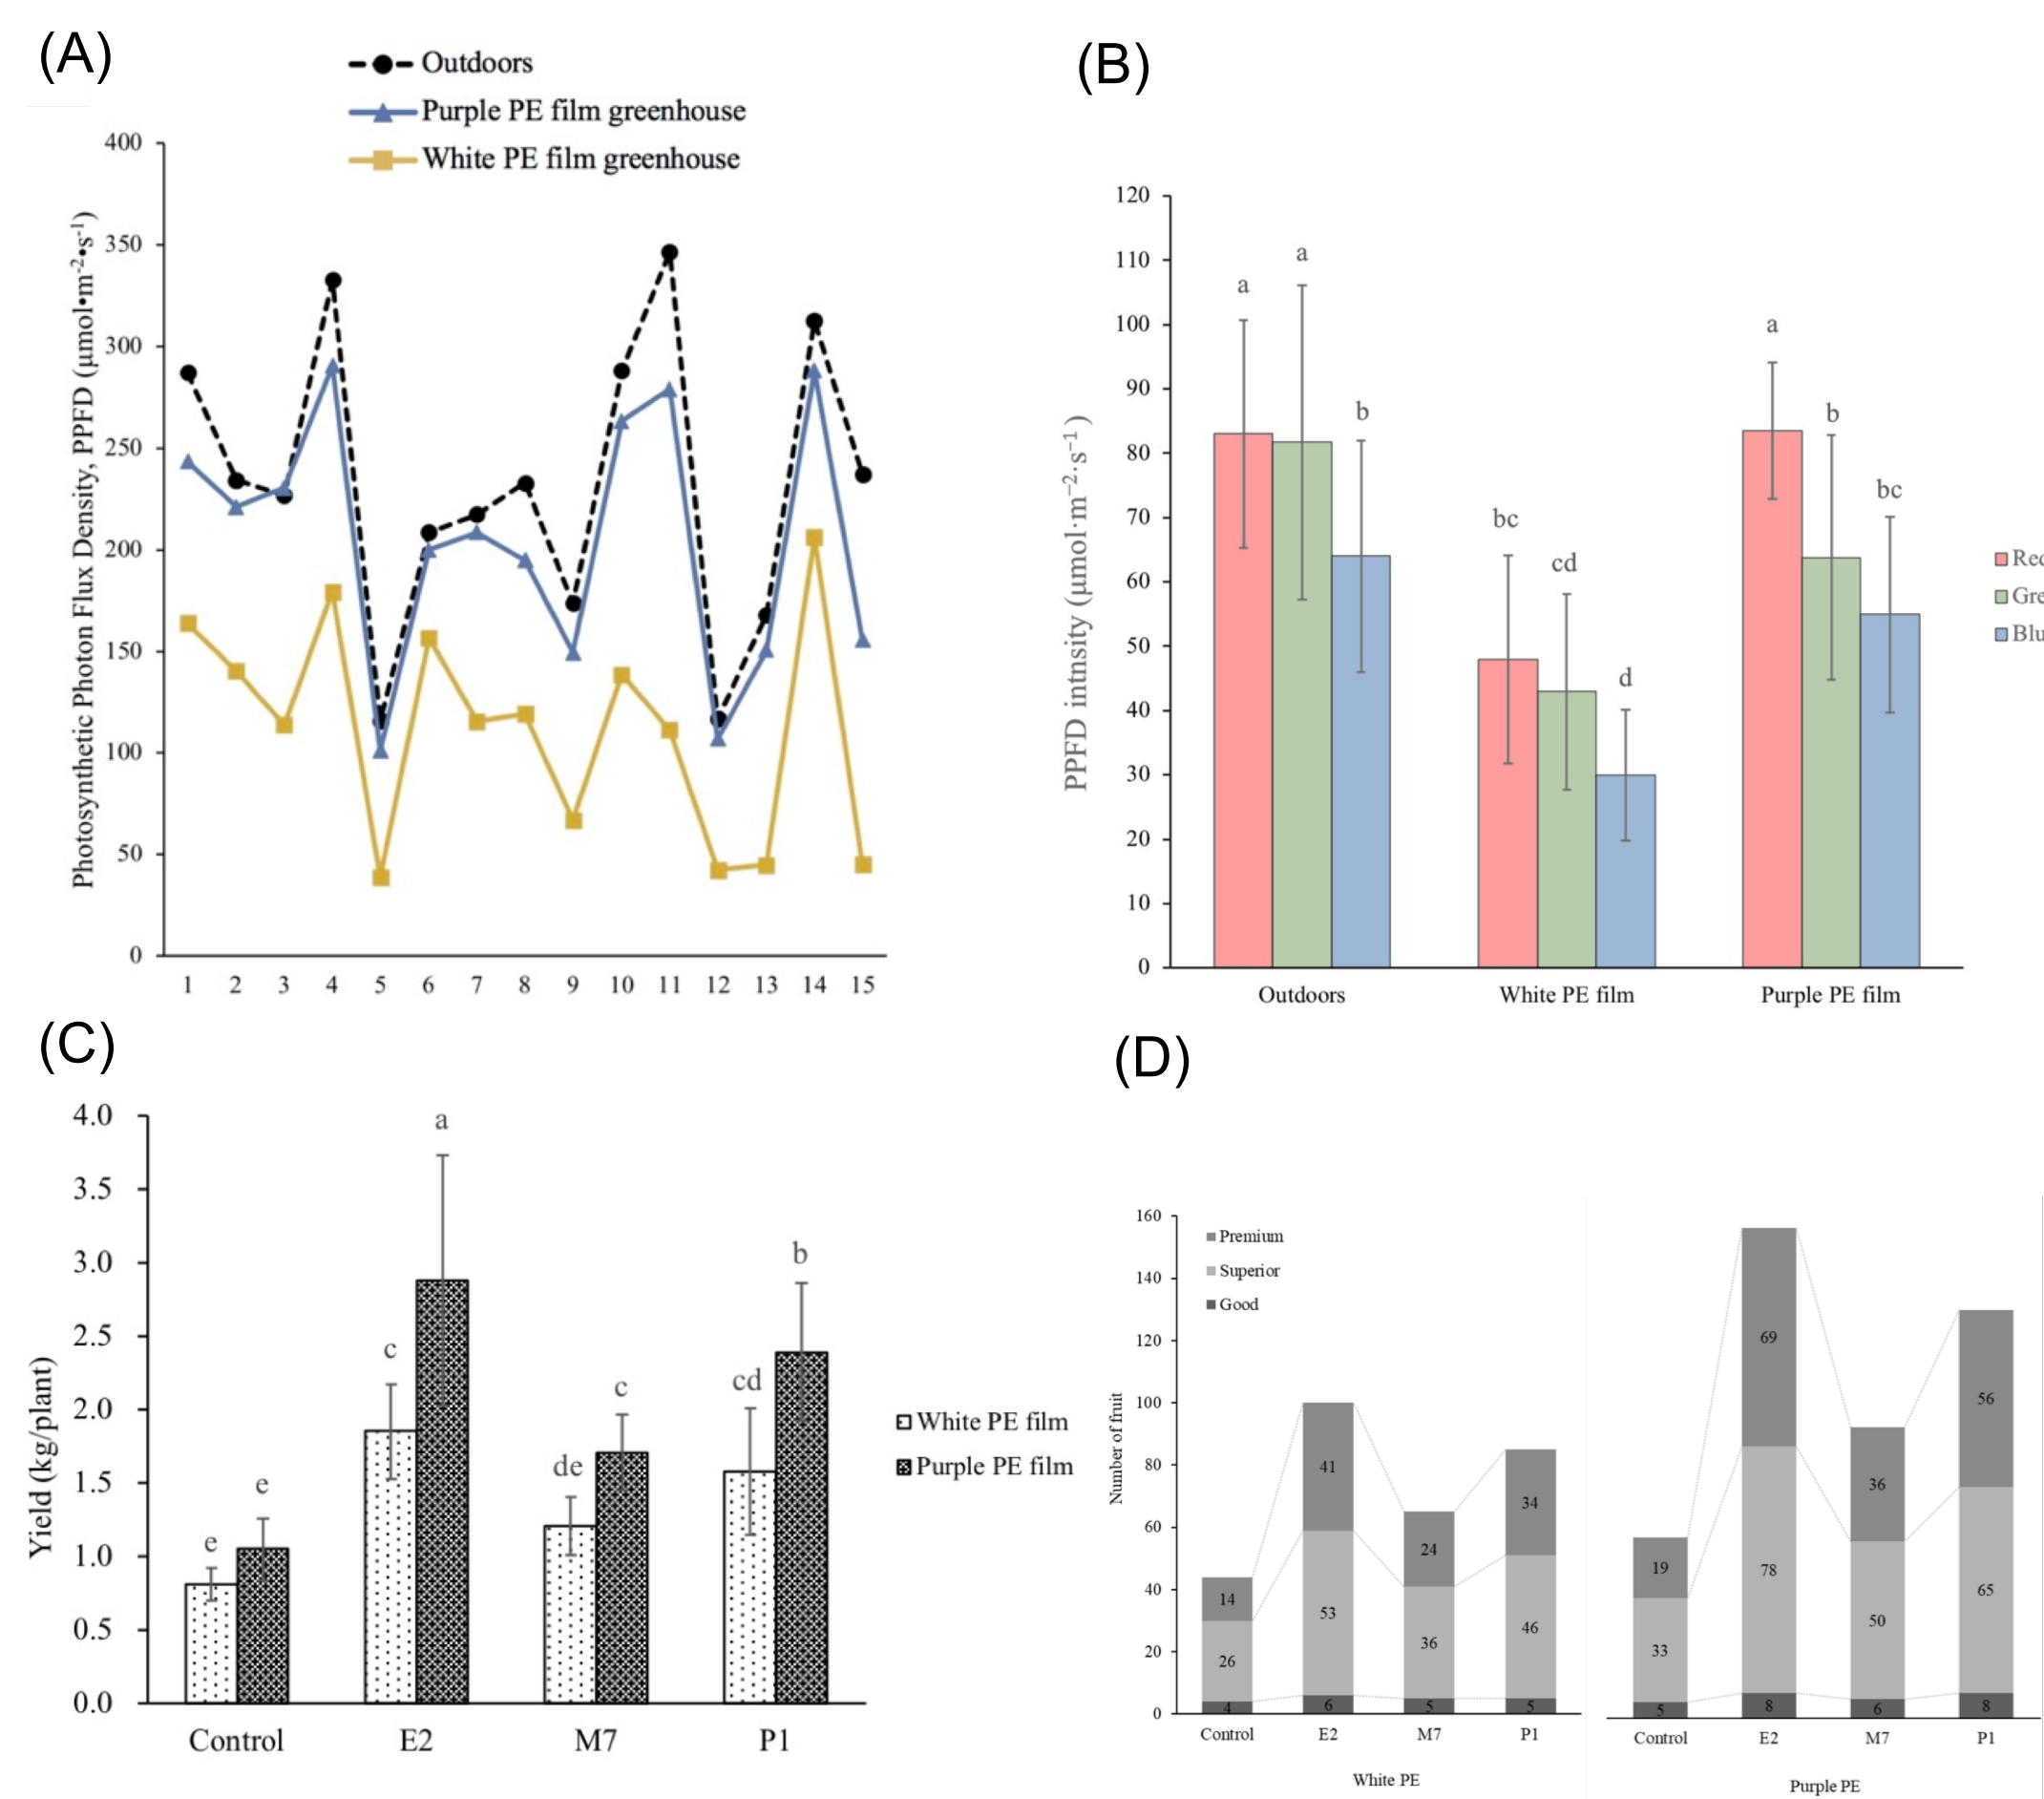 (A)
Outdoors
Purple PE film greenhouse
White PE film greenhouse
Photosynthetic Photon Flux Density, PPFD (µmol•m⁻²•s⁻¹)
400
350
300
250
200
150
100
50
0
1 2 3 4 5 6 7 8 9 10 11 12 13 14 15
(B)
PPFD intnsity (µmol·m⁻²·s⁻¹)
120
110
100
90
80
70
60
50
40
30
20
10
0
a a b
bc cd d
a b bc
Outdoors White PE film Purple PE film
Rec
Gre
Blu
(C)
Yield (kg/plant)
4.0
3.5
3.0
2.5
2.0
1.5
1.0
0.5
0.0
e e
c a
de c
cd b
Control E2 M7 P1
White PE film
Purple PE film
(D)
Number of fruit
160
140
120
100
80
60
40
20
0
Premium
Superior
Good
14 41 24 34
26 53 36 46
4 6 5 5
Control E2 M7 P1
White PE
19 69 36 56
33 78 50 65
5 8 6 8
Control E2 M7 P1
Purple PE